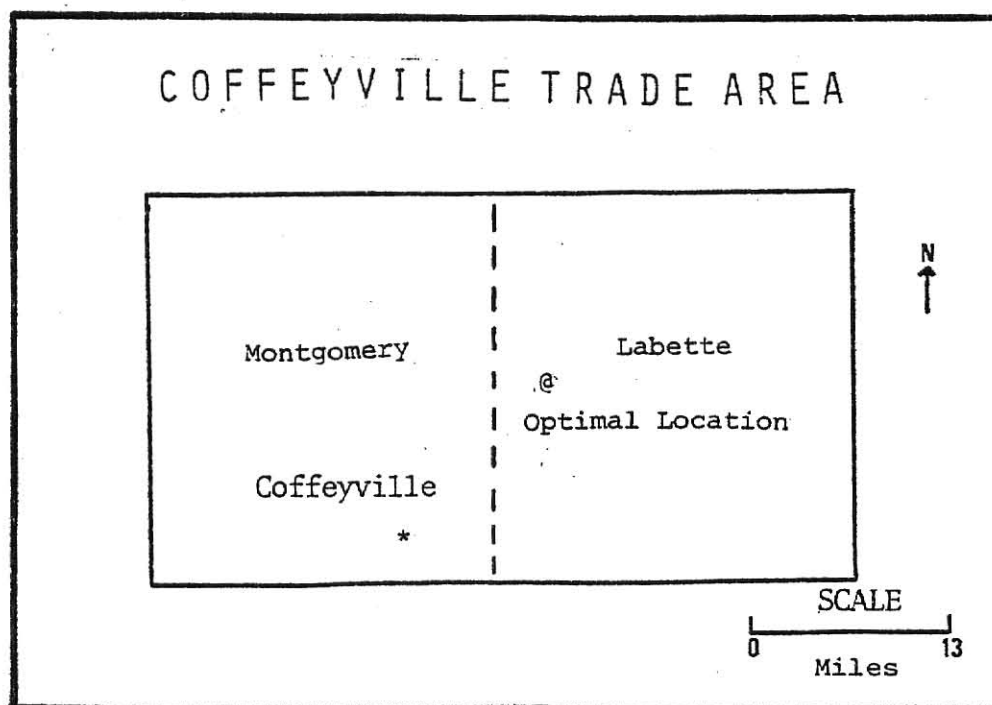 COFFEYVILLE TRADE AREA
N
Montgomery
Labette
@
Optimal Location
Coffeyville
*
SCALE
0 13
Miles